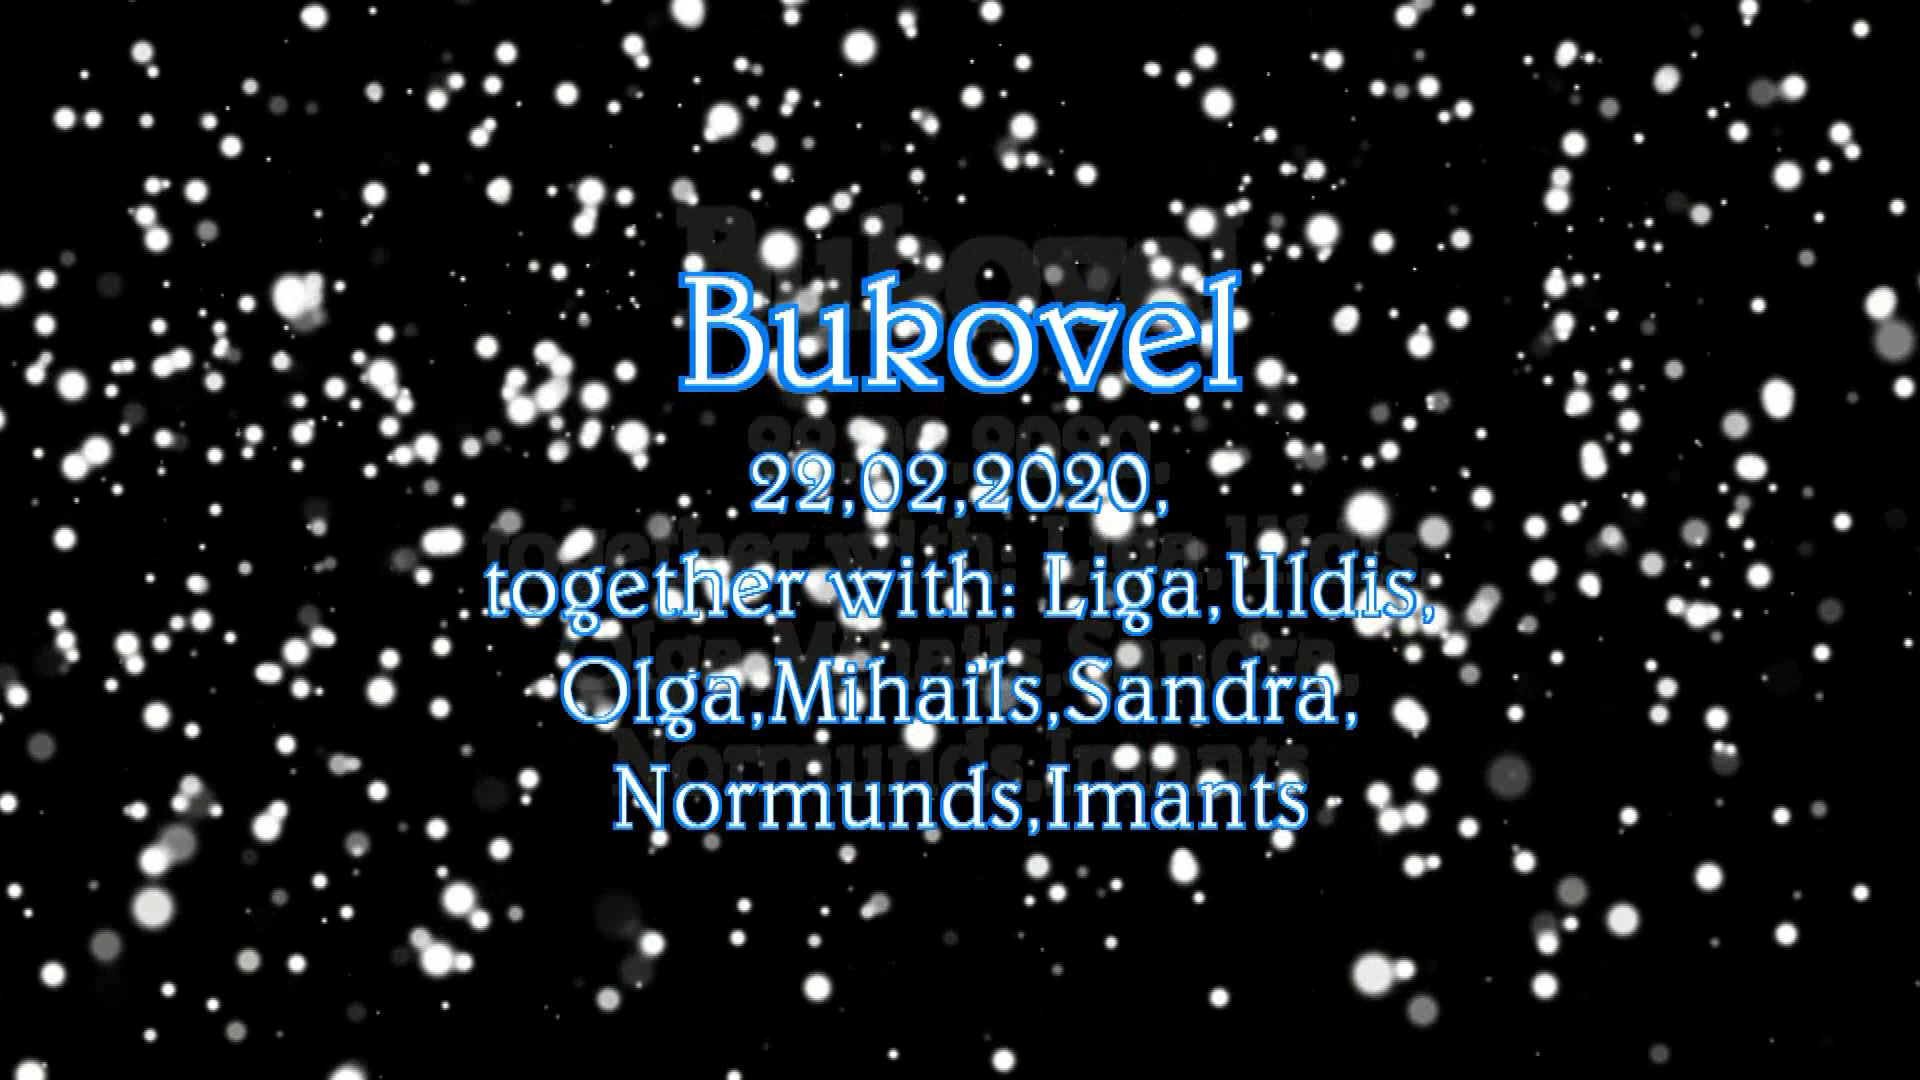 Bukovel
22,02,2020,
together with: Liga,Uldis,
Olga,Mihails,Sandra,
Normunds,Imants